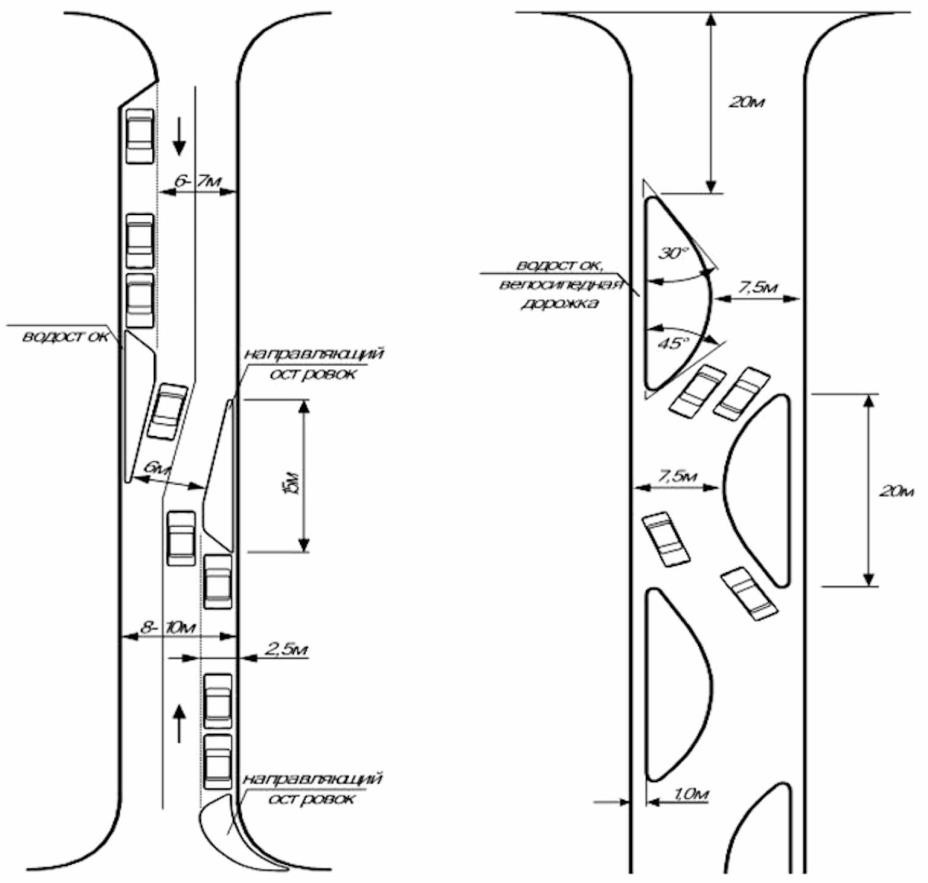 6-7м
водосток
направляющий
островок
15м
6м
8-10м
2,5м
направляющий
островок
20м
водосток,
велосипедная
дорожка
30°
7,5м
45°
7,5м
20м
1,0м